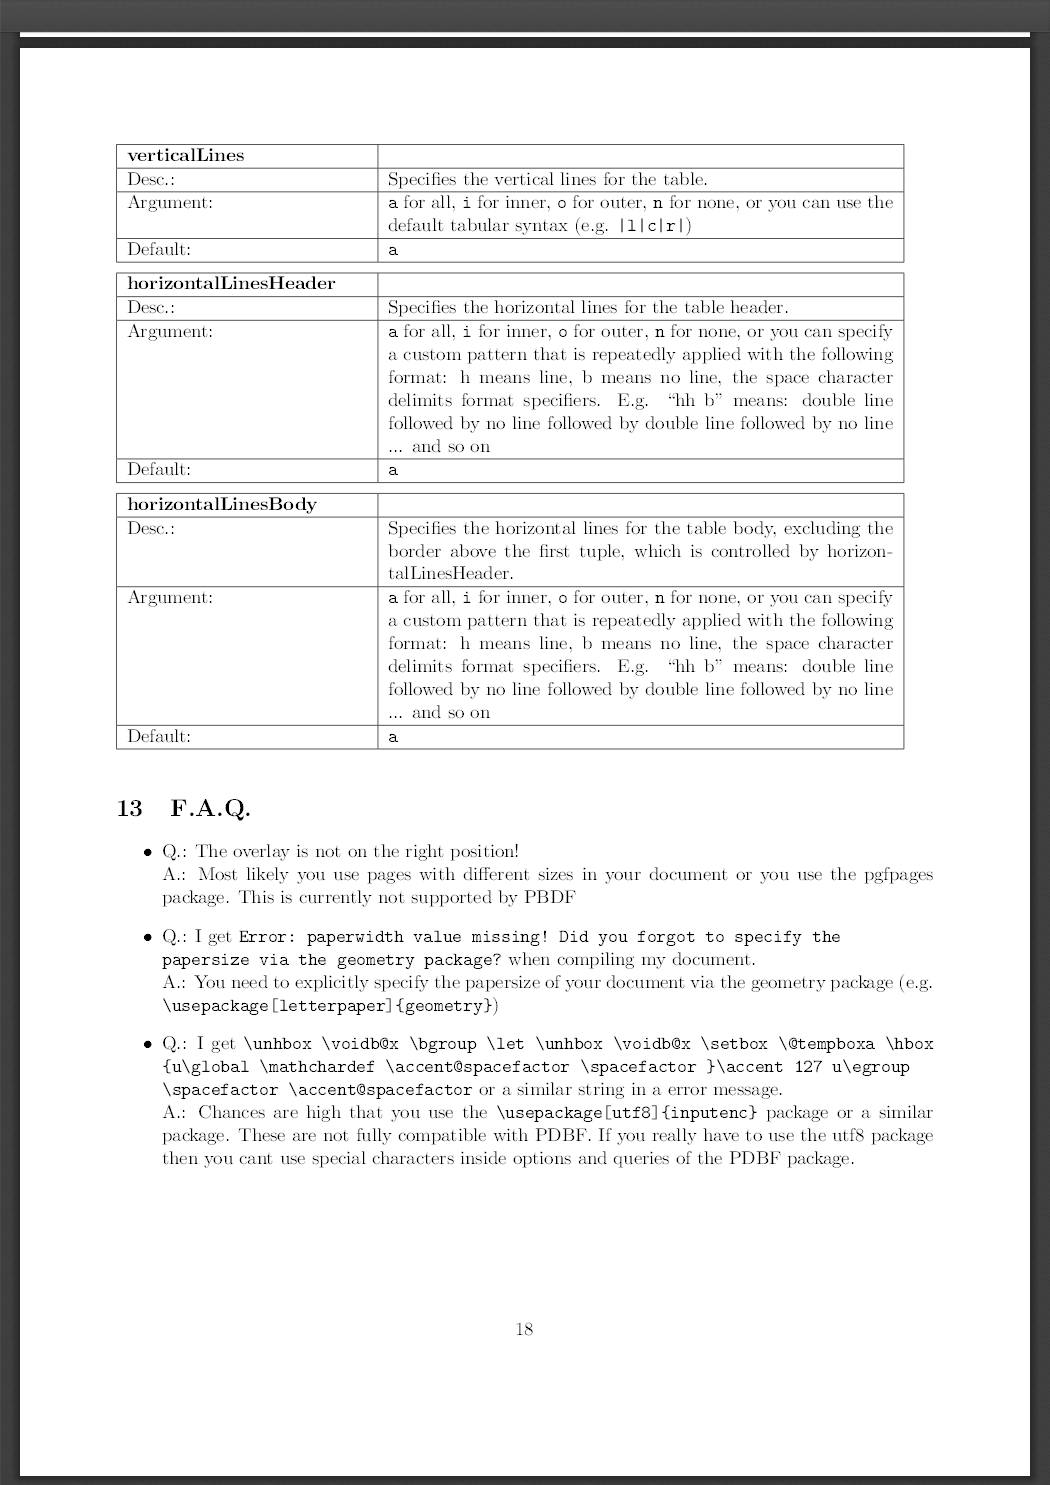 verticalLines
Desc.: Specifies the vertical lines for the table.
Argument: a for all, i for inner, o for outer, n for none, or you can use the
default tabular syntax (e.g. |l|c|r|)
Default: a
horizontalLinesHeader
Desc.: Specifies the horizontal lines for the table header.
Argument: a for all, i for inner, o for outer, n for none, or you can specify
a custom pattern that is repeatedly applied with the following
format: h means line, b means no line, the space character
delimits format specifiers. E.g. “hh b” means: double line
followed by no line followed by double line followed by no line
... and so on
Default: a
horizontalLinesBody
Desc.: Specifies the horizontal lines for the table body, excluding the
border above the first tuple, which is controlled by horizon-
talLinesHeader.
Argument: a for all, i for inner, o for outer, n for none, or you can specify
a custom pattern that is repeatedly applied with the following
format: h means line, b means no line, the space character
delimits format specifiers. E.g. “hh b” means: double line
followed by no line followed by double line followed by no line
... and so on
Default: a
13 F.A.Q.
• Q.: The overlay is not on the right position!
A.: Most likely you use pages with different sizes in your document or you use the pgfpages
package. This is currently not supported by PBDF
• Q.: I get Error: paperwidth value missing! Did you forgot to specify the
papersize via the geometry package? when compiling my document.
A.: You need to explicitly specify the papersize of your document via the geometry package (e.g.
\usepackage[letterpaper]{geometry})
• Q.: I get \unhbox \voidb@x \bgroup \let \unhbox \voidb@x \setbox \@tempboxa \hbox
{u\global \mathchardef \accent@spacefactor \spacefactor }\accent 127 u\egroup
\spacefactor \accent@spacefactor or a similar string in a error message.
A.: Chances are high that you use the \usepackage[utf8]{inputenc} package or a similar
package. These are not fully compatible with PDBF. If you really have to use the utf8 package
then you cant use special characters inside options and queries of the PDBF package.
18